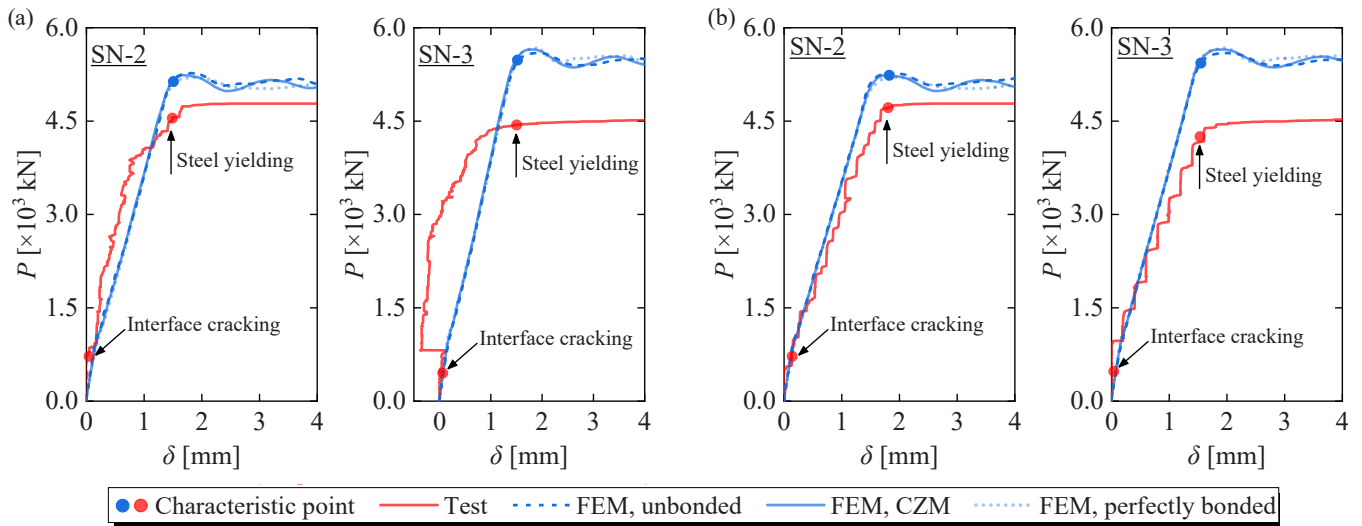 (a)
SN-2
6.0
4.5
3.0
1.5
0.0
P [×10³ kN]
Steel yielding
Interface cracking
0 1 2 3 4
δ [mm]
SN-3
6.0
4.5
3.0
1.5
0.0
P [×10³ kN]
Steel yielding
Interface cracking
0 1 2 3 4
δ [mm]
(b)
SN-2
6.0
4.5
3.0
1.5
0.0
P [×10³ kN]
Steel yielding
Interface cracking
0 1 2 3 4
δ [mm]
SN-3
6.0
4.5
3.0
1.5
0.0
P [×10³ kN]
Steel yielding
Interface cracking
0 1 2 3 4
δ [mm]
Characteristic point Test FEM, unbonded FEM, CZM FEM, perfectly bonded